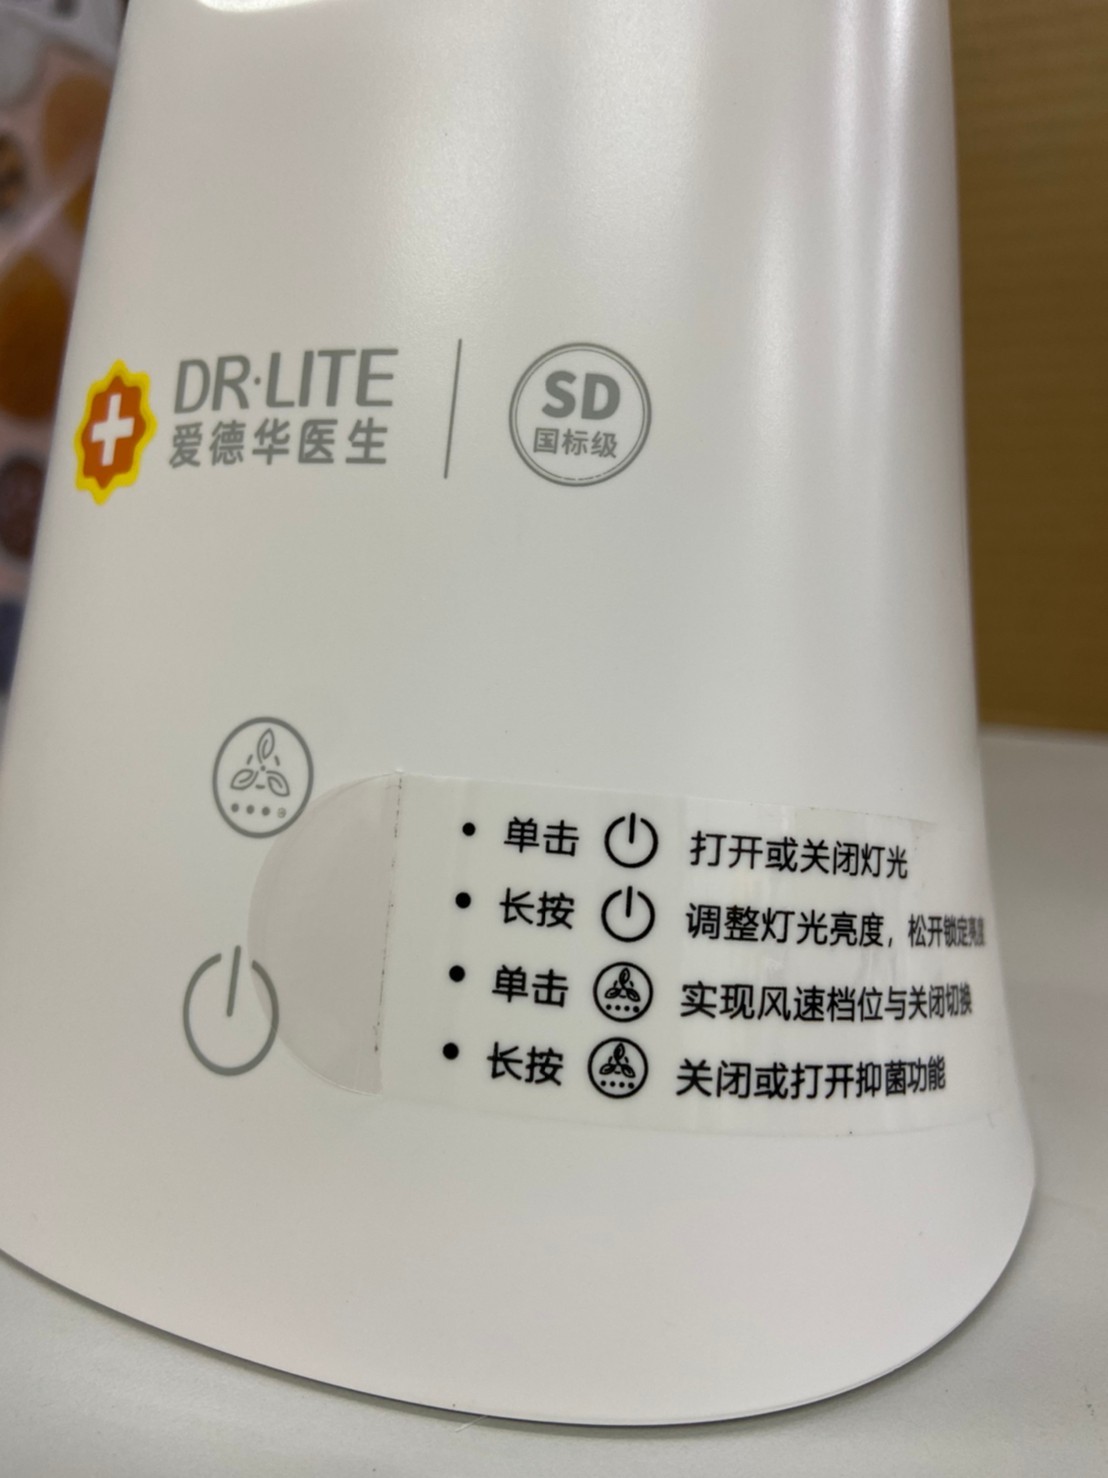 DR·LITE
爱德华医生
SD
国标级
• 单击 打开或关闭灯光
• 长按 调整灯光亮度，松开锁定亮度
• 单击 实现风速档位与关闭切换
• 长按 关闭或打开抑菌功能